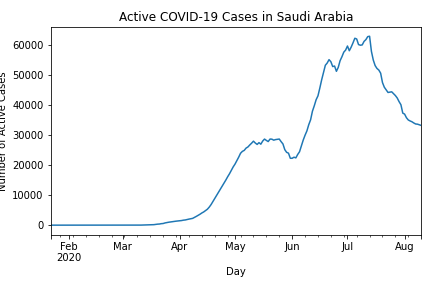 Active COVID-19 Cases in Saudi Arabia
Number of Active Cases
60000
50000
40000
30000
20000
10000
0
Feb Mar Apr May Jun Jul Aug
2020
Day